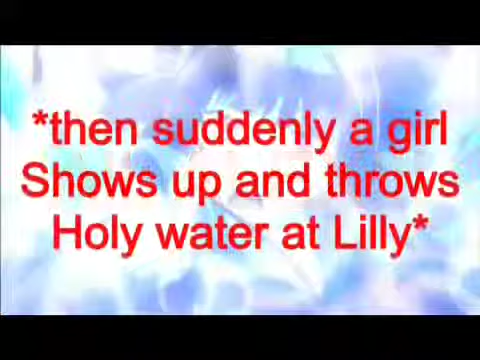 *then suddenly a girl
Shows up and throws
Holy water at Lilly*